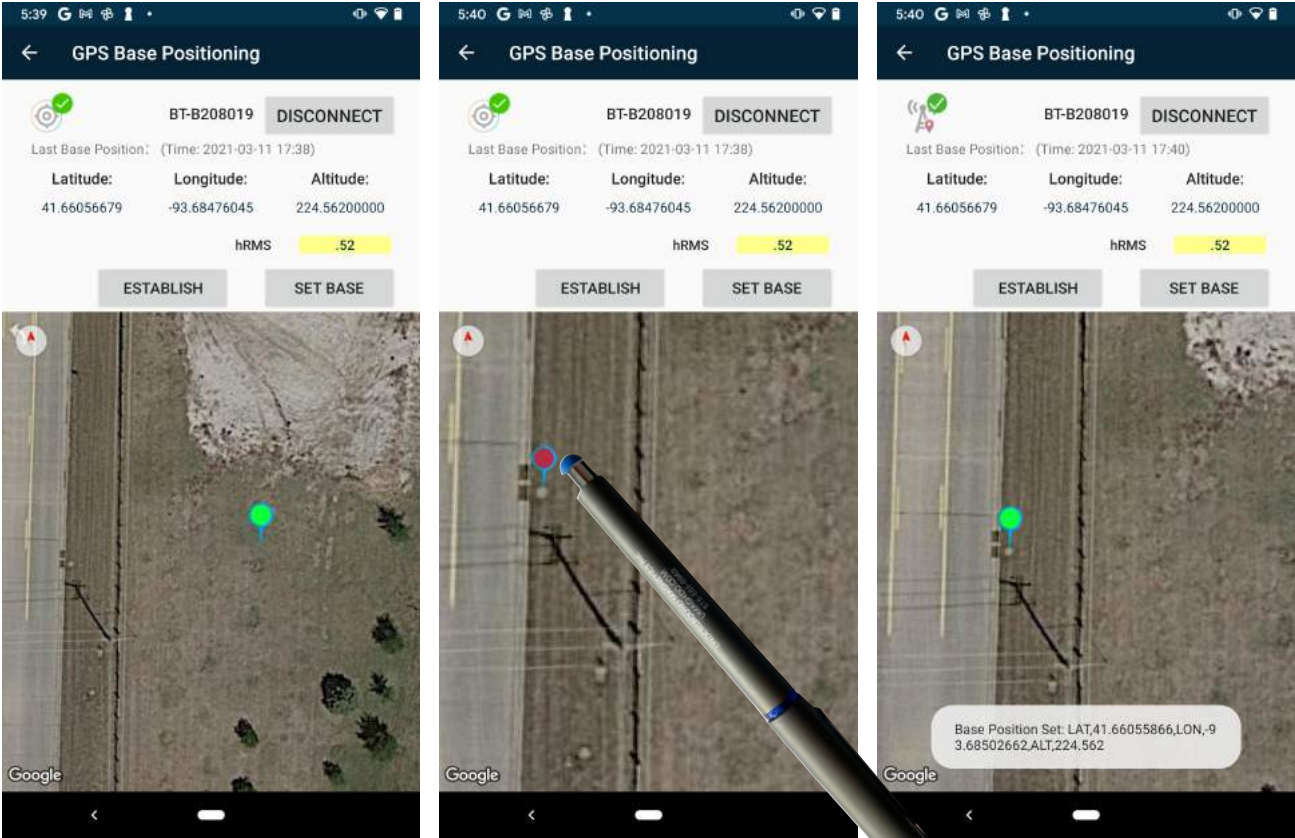 5:39
GPS Base Positioning
BT-B208019 DISCONNECT
Last Base Position: (Time: 2021-03-11 17:38)
Latitude: Longitude: Altitude:
41.66056679 -93.68476045 224.56200000
hRMS .52
ESTABLISH SET BASE
Google
5:40
GPS Base Positioning
BT-B208019 DISCONNECT
Last Base Position: (Time: 2021-03-11 17:38)
Latitude: Longitude: Altitude:
41.66056679 -93.68476045 224.56200000
hRMS .52
ESTABLISH SET BASE
Google
5:40
GPS Base Positioning
BT-B208019 DISCONNECT
Last Base Position: (Time: 2021-03-11 17:40)
Latitude: Longitude: Altitude:
41.66056679 -93.68476045 224.56200000
hRMS .52
ESTABLISH SET BASE
Base Position Set: LAT,41.66055866,LON,-9
3.68502662,ALT,224.562
Google